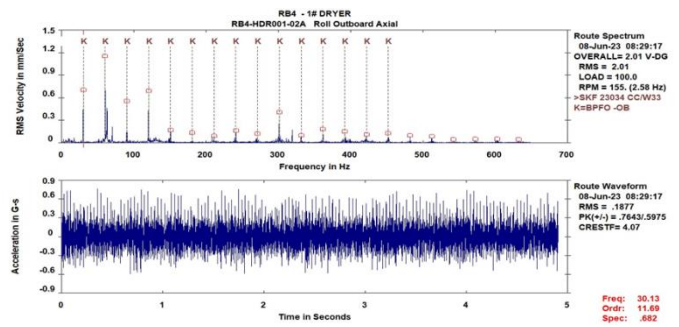 RB4 - 1# DRYER
RB4-HDR001-02A Roll Outboard Axial
RMS Velocity in mm/Sec
1.5
1.2
0.9
0.6
0.3
0
K K K K K K K K K K K K K K K
0 100 200 300 400 500 600 700
Frequency in Hz
Route Spectrum
08-Jun-23 08:29:17
OVERALL= 2.01 V-DG
RMS = 2.01
LOAD = 100.0
RPM = 155. (2.58 Hz)
>SKF 23034 CC/W33
K=BPFO -OB
Acceleration in G-s
0.9
0.6
0.3
0
-0.3
-0.6
-0.9
0 1 2 3 4 5
Time in Seconds
Route Waveform
08-Jun-23 08:29:17
RMS = .1877
PK(+/-) = .7643/.5975
CRESTF= 4.07
Freq: 30.13
Ordr: 11.69
Spec: .682